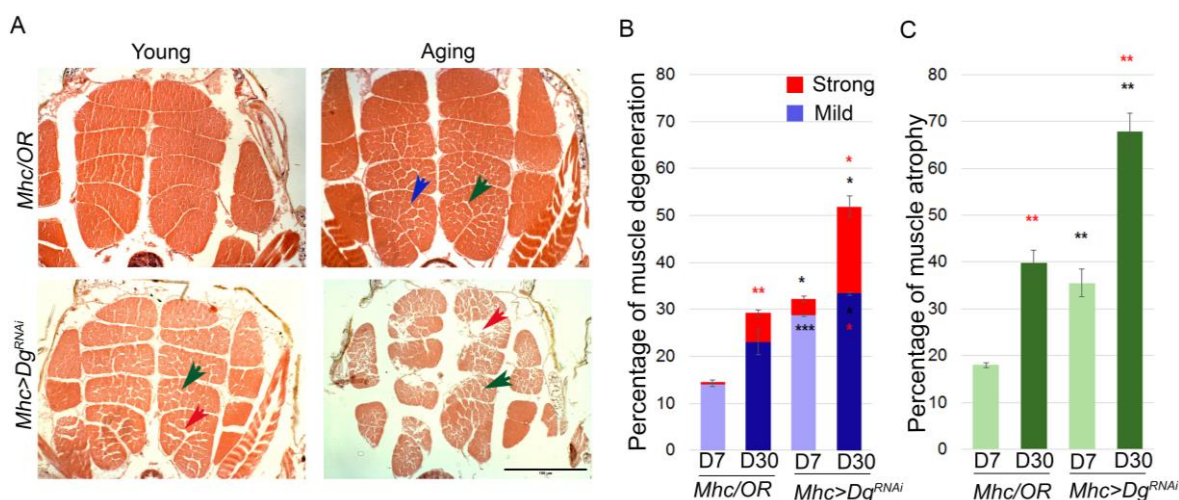 A
Young
Aging
Mhc/OR
Mhc>Dg^RNAi
100 µm
B
Percentage of muscle degeneration
80
70
60
50
40
30
20
10
0
Strong
Mild
**
*
***
*
*
*
*
D7 D30 D7 D30
Mhc/OR Mhc>Dg^RNAi
C
Percentage of muscle atrophy
80
70
60
50
40
30
20
10
0
**
**
**
**
D7 D30 D7 D30
Mhc/OR Mhc>Dg^RNAi